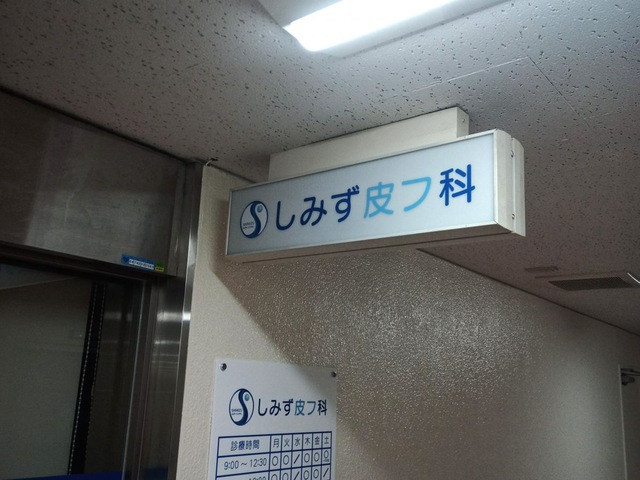 しみず皮フ科
しみず皮フ科
診療時間 月 火 水 木 金 土
9:00～12:30 ○ ○ / ○ ○ ○